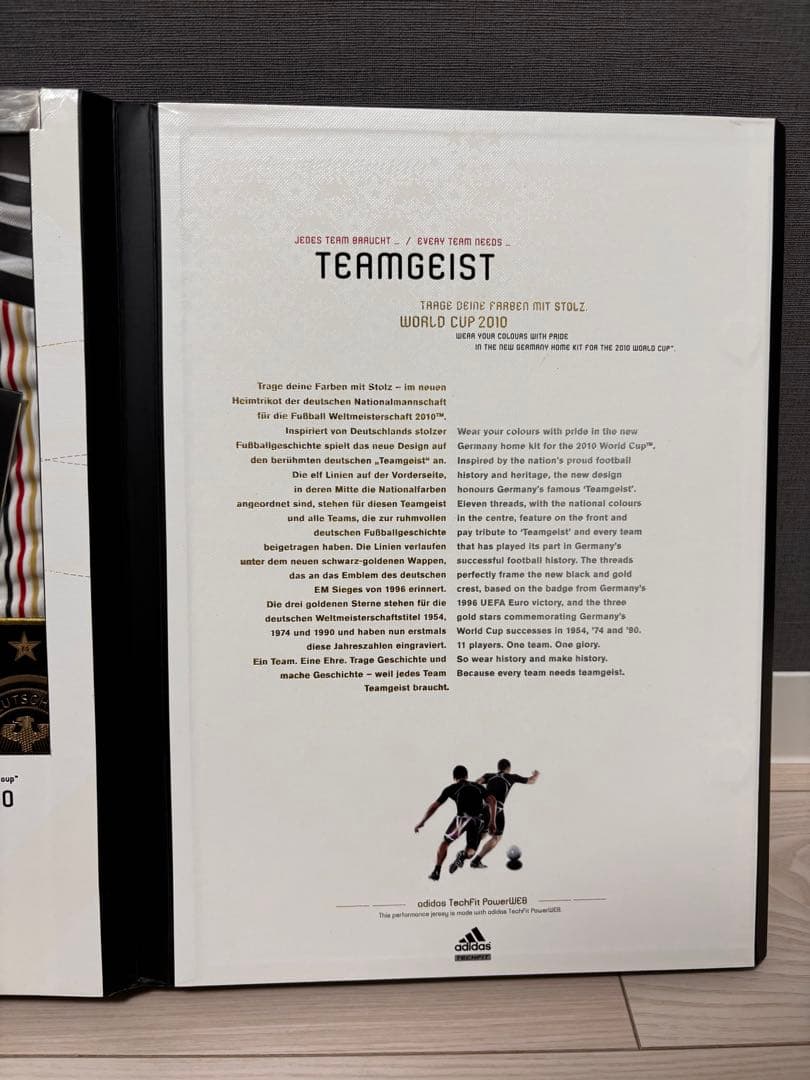 JEDES TEAM BRAUCHT ... / EVERY TEAM NEEDS ...
TEAMGEIST
TRAGE DEINE FARBEN MIT STOLZ.
WORLD CUP 2010
WEAR YOUR COLOURS WITH PRIDE
IN THE NEW GERMANY HOME KIT FOR THE 2010 WORLD CUP™.
Trage deine Farben mit Stolz – im neuen
Heimtrikot der deutschen Nationalmannschaft
für die Fußball Weltmeisterschaft 2010™.
Inspiriert von Deutschlands stolzer
Fußballgeschichte spielt das neue Design auf
den berühmten deutschen „Teamgeist“ an.
Die elf Linien auf der Vorderseite,
in deren Mitte die Nationalfarben
angeordnet sind, stehen für diesen Teamgeist
und alle Teams, die zur ruhmvollen
deutschen Fußballgeschichte
beigetragen haben. Die Linien verlaufen
unter dem neuen schwarz-goldenen Wappen,
das an das Emblem des deutschen
EM Sieges von 1996 erinnert.
Die drei goldenen Sterne stehen für die
deutschen Weltmeisterschaftstitel 1954,
1974 und 1990 und haben nun erstmals
diese Jahreszahlen eingraviert.
Ein Team. Eine Ehre. Trage Geschichte und
mache Geschichte – weil jedes Team
Teamgeist braucht.
Wear your colours with pride in the new
Germany home kit for the 2010 World Cup™.
Inspired by the nation's proud football
history and heritage, the new design
honours Germany's famous 'Teamgeist'.
Eleven threads, with the national colours
in the centre, feature on the front and
pay tribute to 'Teamgeist' and every team
that has played its part in Germany's
successful football history. The threads
perfectly frame the new black and gold
crest, based on the badge from Germany's
1996 UEFA Euro victory, and the three
gold stars commemorating Germany's
World Cup successes in 1954, '74 and '90.
11 players. One team. One glory.
So wear history and make history.
Because every team needs teamgeist.
adidas TechFit PowerWEB
This performance jersey is made with adidas TechFit PowerWEB.
adidas
TECHFIT
DEUTSCH
oup™
0